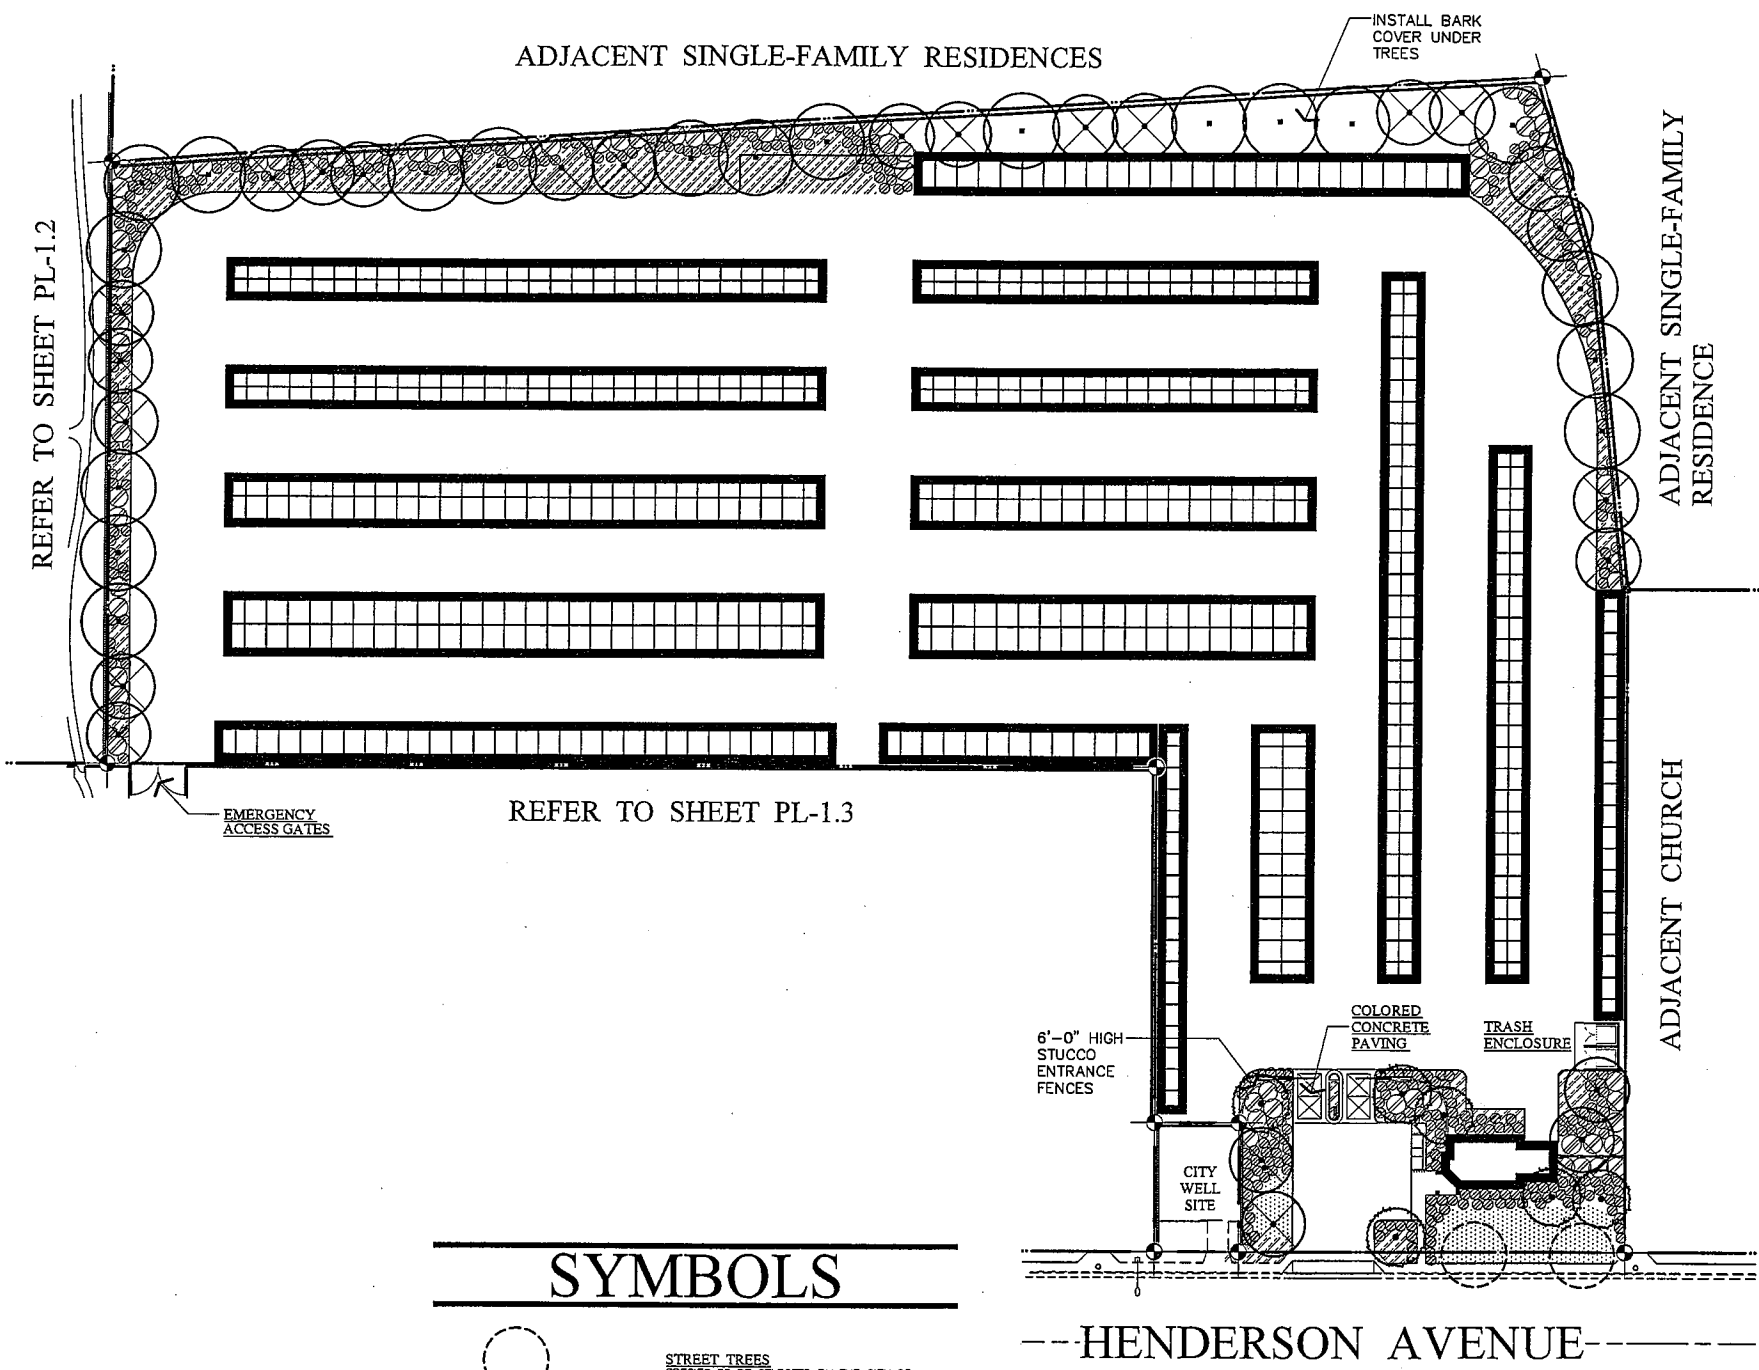 INSTALL BARK
COVER UNDER
TREES
ADJACENT SINGLE-FAMILY RESIDENCES
ADJACENT SINGLE-FAMILY
RESIDENCE
REFER TO SHEET PL-1.2
EMERGENCY
ACCESS GATES
REFER TO SHEET PL-1.3
ADJACENT CHURCH
6'-0" HIGH
STUCCO
ENTRANCE
FENCES
COLORED
CONCRETE
PAVING
TRASH
ENCLOSURE
CITY
WELL
SITE
SYMBOLS
HENDERSON AVENUE
STREET TREES